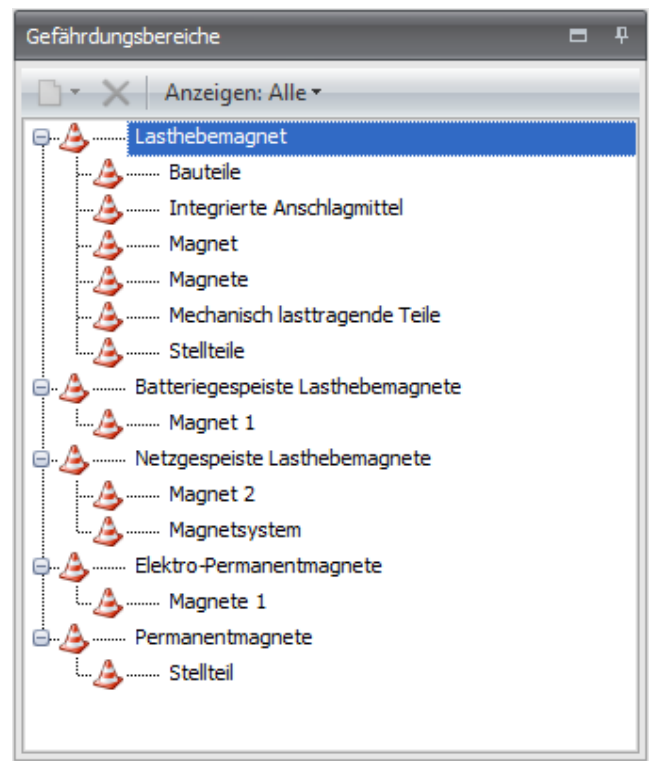 Gefährdungsbereiche
Anzeigen: Alle
Lasthebemagnet
Bauteile
Integrierte Anschlagmittel
Magnet
Magnete
Mechanisch lasttragende Teile
Stellteile
Batteriegespeiste Lasthebemagnete
Magnet 1
Netzgespeiste Lasthebemagnete
Magnet 2
Magnetsystem
Elektro-Permanentmagnete
Magnete 1
Permanentmagnete
Stellteil